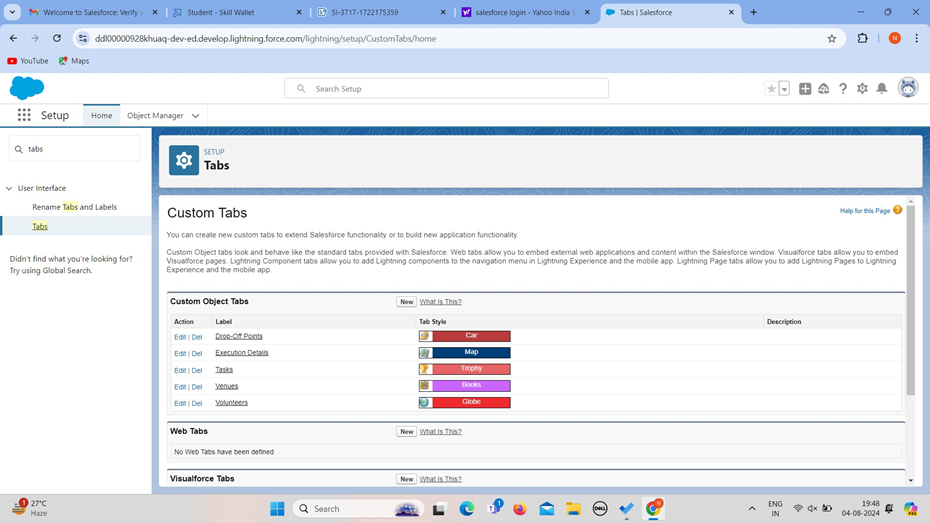 Welcome to Salesforce: Verify y
Student - Skill Wallet
SI-3717-1722175359
salesforce login - Yahoo India S
Tabs | Salesforce
ddl00000928khuaq-dev-ed.develop.lightning.force.com/lightning/setup/CustomTabs/home
N
YouTube
Maps
Search Setup
Setup
Home
Object Manager
tabs
User Interface
Rename Tabs and Labels
Tabs
Didn't find what you're looking for?
Try using Global Search.
SETUP
Tabs
Custom Tabs
Help for this Page
You can create new custom tabs to extend Salesforce functionality or to build new application functionality.
Custom Object tabs look and behave like the standard tabs provided with Salesforce. Web tabs allow you to embed external web applications and content within the Salesforce window. Visualforce tabs allow you to embed
Visualforce pages. Lightning Component tabs allow you to add Lightning components to the navigation menu in Lightning Experience and the mobile app. Lightning Page tabs allow you to add Lightning Pages to Lightning
Experience and the mobile app.
Custom Object Tabs New What Is This?
Action Label Tab Style Description
Edit | Del Drop-Off Points Car
Edit | Del Execution Details Map
Edit | Del Tasks Trophy
Edit | Del Venues Books
Edit | Del Volunteers Globe
Web Tabs New What Is This?
No Web Tabs have been defined
Visualforce Tabs New What Is This?
1
27°C
Haze
Search
1
DELL
N
ENG
IN
19:48
04-08-2024